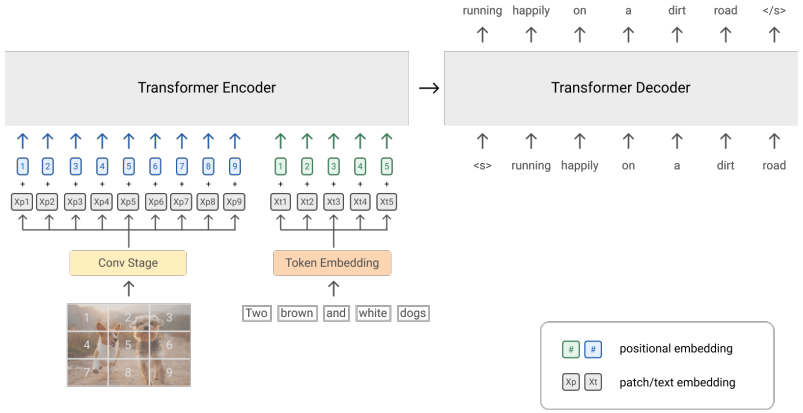 running happily on a dirt road </s>
Transformer Encoder
Transformer Decoder
1 2 3 4 5 6 7 8 9 1 2 3 4 5
<s> running happily on a dirt road
+ + + + + + + + + + + + + +
Xp1 Xp2 Xp3 Xp4 Xp5 Xp6 Xp7 Xp8 Xp9 Xt1 Xt2 Xt3 Xt4 Xt5
Conv Stage
Token Embedding
Two brown and white dogs
1 2 3
4 5 6
7 8 9
# # positional embedding
Xp Xt patch/text embedding